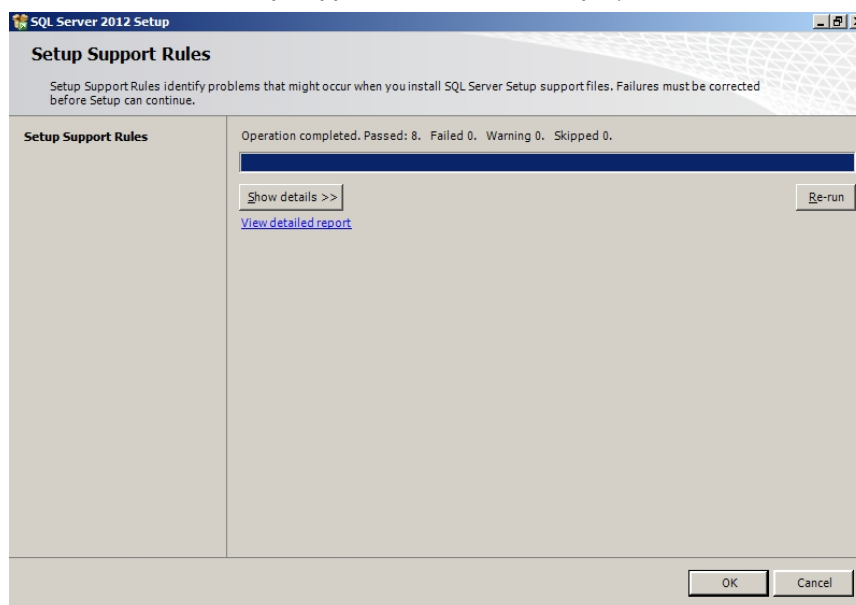 SQL Server 2012 Setup
Setup Support Rules
Setup Support Rules identify problems that might occur when you install SQL Server Setup support files. Failures must be corrected
before Setup can continue.
Setup Support Rules
Operation completed. Passed: 8. Failed 0. Warning 0. Skipped 0.
Show details >>
Re-run
View detailed report
OK
Cancel